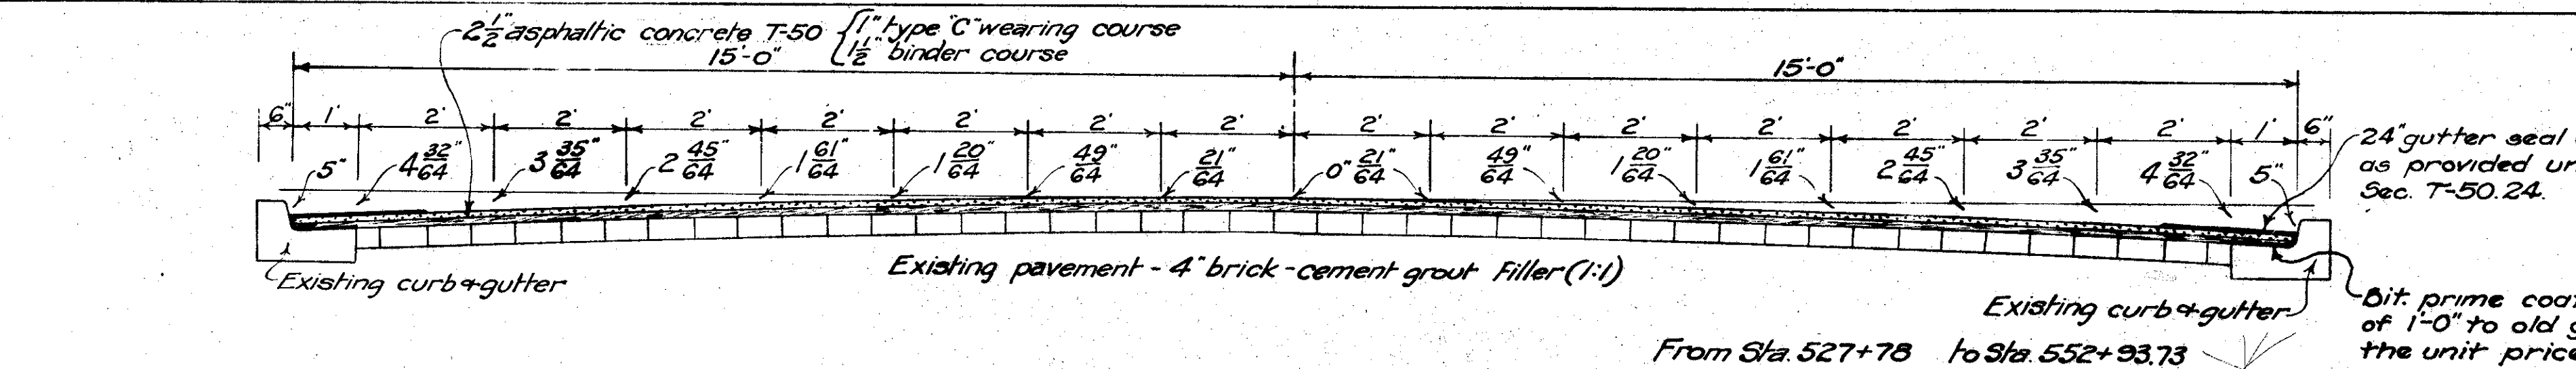 2 1/2" asphaltic concrete T-50 { 1" type "C" wearing course
1 1/2" binder course
15'-0" 15'-0"
6" 1' 2' 2' 2' 2' 2' 2' 2' 2' 2' 2' 2' 2' 2' 2' 1' 6"
5" 4 32/64" 3 35/64" 2 45/64" 1 61/64" 1 20/64" 49/64" 21/64" 0" 21/64" 49/64" 1 20/64" 1 61/64" 2 45/64" 3 35/64" 4 32/64" 5"
24" gutter seal
as provided
Sec. T-50.24.
Existing curb & gutter
Existing pavement - 4" brick - cement grout Filler (1:1)
Existing curb & gutter
Bit. prime
of 1'-0" to old
the unit price
From Sta. 527+78 to Sta. 552+93.73